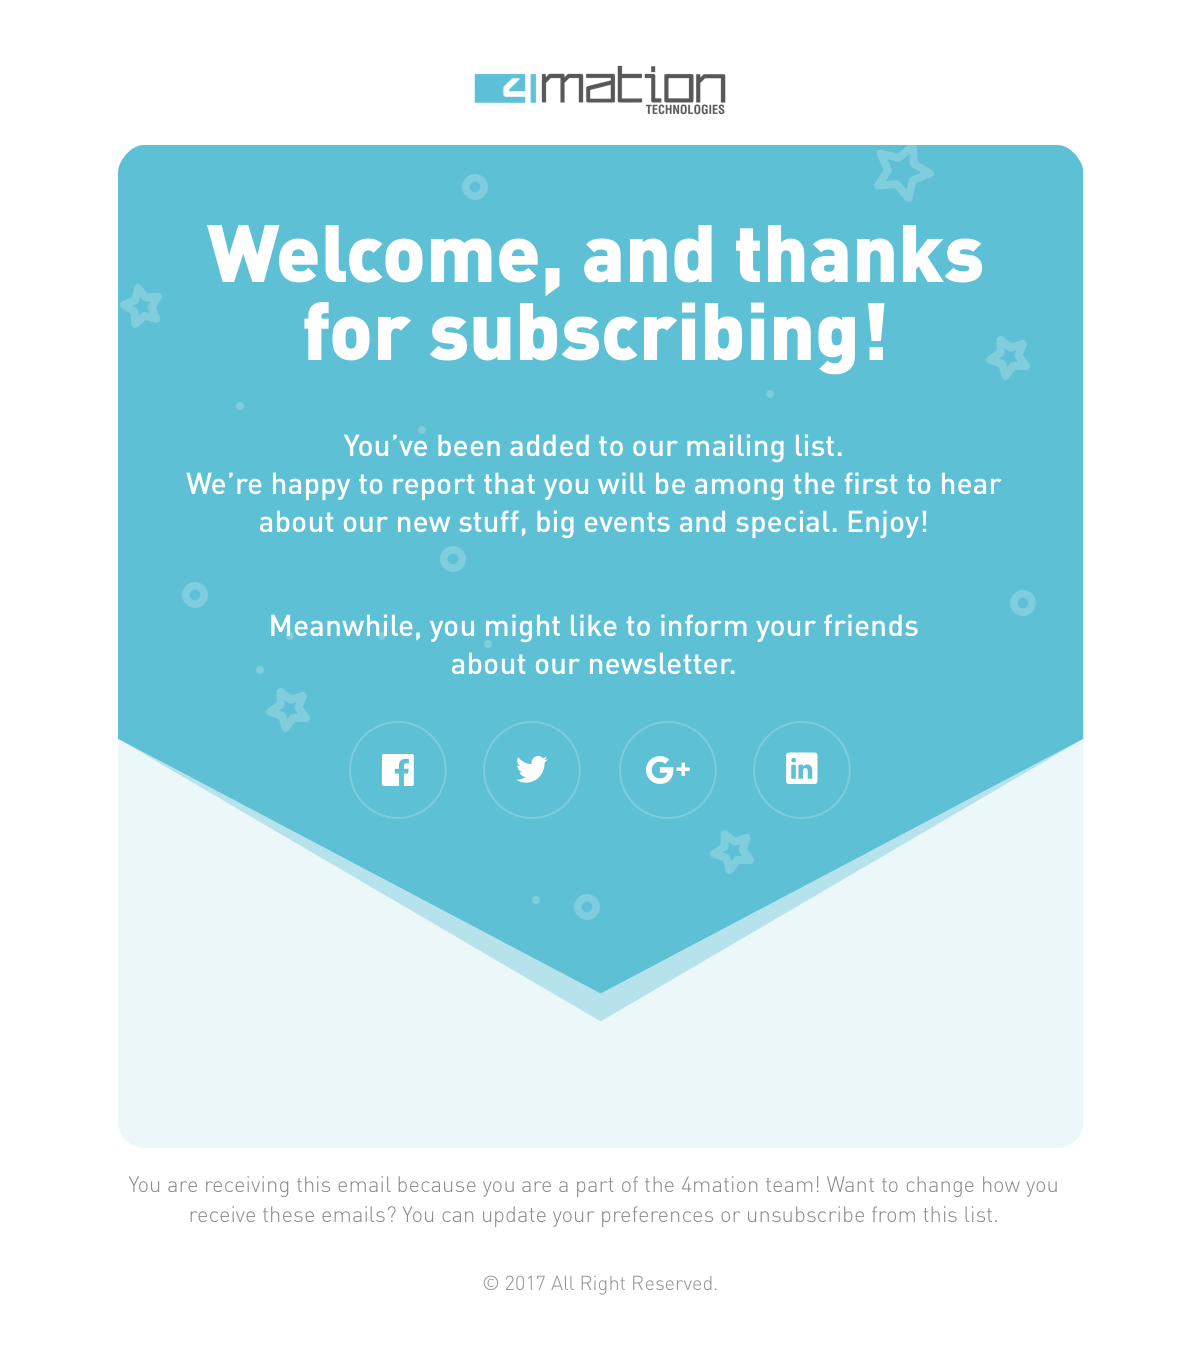 4mation
TECHNOLOGIES
Welcome, and thanks
for subscribing!
You’ve been added to our mailing list.
We’re happy to report that you will be among the first to hear
about our new stuff, big events and special. Enjoy!
Meanwhile, you might like to inform your friends
about our newsletter.
You are receiving this email because you are a part of the 4mation team! Want to change how you
receive these emails? You can update your preferences or unsubscribe from this list.
© 2017 All Right Reserved.